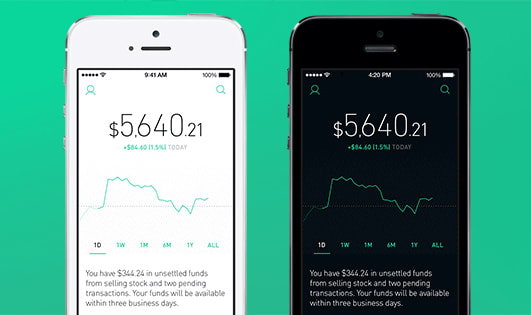 9:41 AM 100%
$5,640.21
+$84.60 (1.5%) TODAY
1D 1W 1M 6M 1Y ALL
You have $344.24 in unsettled funds
from selling stock and two pending
transactions. Your funds will be available
within three business days.
4:20 PM 100%
$5,640.21
+$84.60 (1.5%) TODAY
1D 1W 1M 6M 1Y ALL
You have $344.24 in unsettled funds
from selling stock and two pending
transactions. Your funds will be available
within three business days.